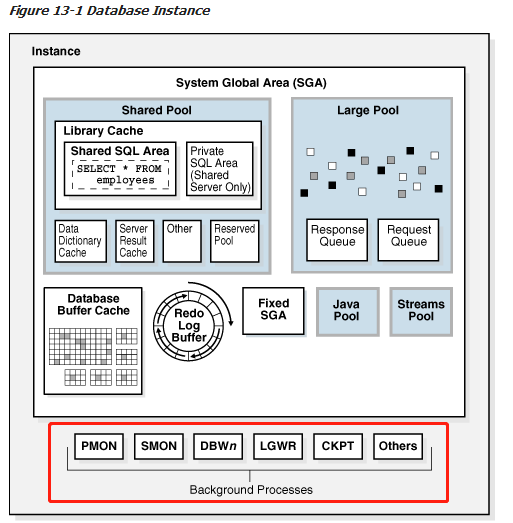 Figure 13-1 Database Instance
Instance
System Global Area (SGA)
Shared Pool
Library Cache
Shared SQL Area
SELECT * FROM
employees
Private
SQL Area
(Shared
Server Only)
Data
Dictionary
Cache
Server
Result
Cache
Other
Reserved
Pool
Large Pool
Response
Queue
Request
Queue
Database
Buffer Cache
Redo
Log
Buffer
Fixed
SGA
Java
Pool
Streams
Pool
PMON
SMON
DBWn
LGWR
CKPT
Others
Background Processes